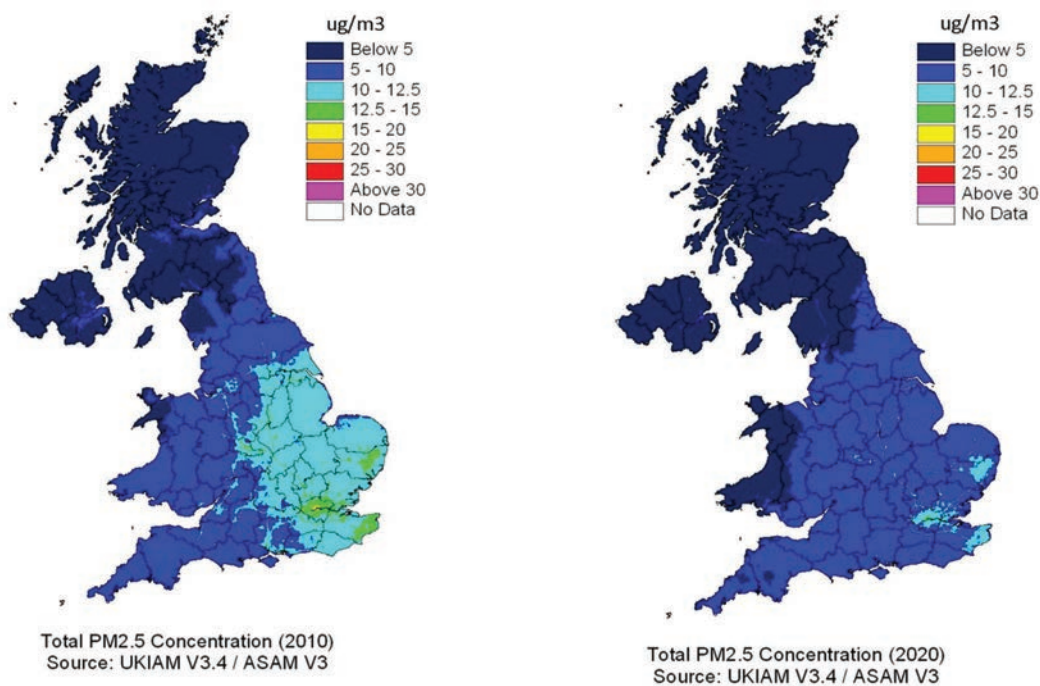 ug/m3
Below 5
5 - 10
10 - 12.5
12.5 - 15
15 - 20
20 - 25
25 - 30
Above 30
No Data
Total PM2.5 Concentration (2010)
Source: UKIAM V3.4 / ASAM V3
ug/m3
Below 5
5 - 10
10 - 12.5
12.5 - 15
15 - 20
20 - 25
25 - 30
Above 30
No Data
Total PM2.5 Concentration (2020)
Source: UKIAM V3.4 / ASAM V3